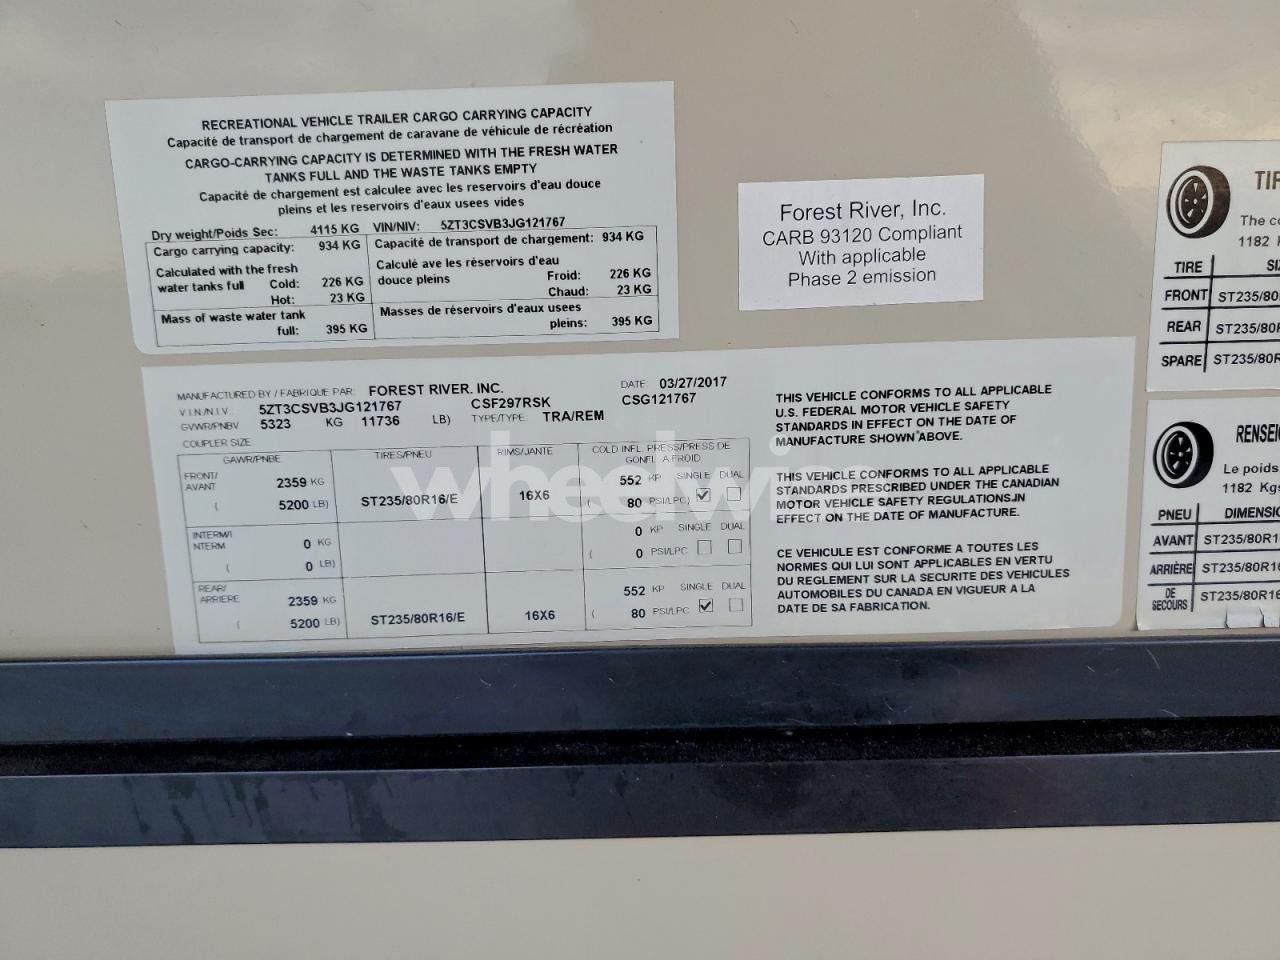 RECREATIONAL VEHICLE TRAILER CARGO CARRYING CAPACITY
Capacité de transport de chargement de caravane de véhicule de récréation
CARGO-CARRYING CAPACITY IS DETERMINED WITH THE FRESH WATER
TANKS FULL AND THE WASTE TANKS EMPTY
Capacité de chargement est calculee avec les reservoirs d'eau douce
pleins et les reservoirs d'eaux usees vides
Dry weight/Poids Sec: 4115 KG VIN/NIV: 5ZT3CSVB3JG121767
Cargo carrying capacity: 934 KG Capacité de transport de chargement: 934 KG
Calculated with the fresh
water tanks full Cold: 226 KG
Hot: 23 KG
Calculé ave les réservoirs d'eau
douce pleins Froid: 226 KG
Chaud: 23 KG
Mass of waste water tank
full: 395 KG
Masses de réservoirs d'eaux usees
pleins: 395 KG
Forest River, Inc.
CARB 93120 Compliant
With applicable
Phase 2 emission
MANUFACTURED BY / FABRIQUE PAR: FOREST RIVER, INC. DATE: 03/27/2017
V.I.N./N.I.V.: 5ZT3CSVB3JG121767 CSF297RSK CSG121767
GVWR/PNBV 5323 KG 11736 LB) TYPE/TYPE: TRA/REM
COUPLER SIZE
GAWR/PNBE TIRES/PNEU RIMS/JANTE COLD INFL. PRESS/PRESS DE
GONFL. A FROID
FRONT/
AVANT 2359 KG 552 KP SINGLE DUAL
( 5200 LB) ST235/80R16/E 16X6 ( 80 PSI/LPC)
INTERM/
INTERM 0 KG 0 KP SINGLE DUAL
( 0 LB) ( 0 PSI/LPC
REAR/
ARRIERE 2359 KG 552 KP SINGLE DUAL
( 5200 LB) ST235/80R16/E 16X6 ( 80 PSI/LPC
THIS VEHICLE CONFORMS TO ALL APPLICABLE
U.S. FEDERAL MOTOR VEHICLE SAFETY
STANDARDS IN EFFECT ON THE DATE OF
MANUFACTURE SHOWN ABOVE.
THIS VEHICLE CONFORMS TO ALL APPLICABLE
STANDARDS PRESCRIBED UNDER THE CANADIAN
MOTOR VEHICLE SAFETY REGULATIONS.IN
EFFECT ON THE DATE OF MANUFACTURE.
CE VEHICULE EST CONFORME A TOUTES LES
NORMES QUI LUI SONT APPLICABLES EN VERTU
DU REGLEMENT SUR LA SECURITE DES VEHICULES
AUTOMOBILES DU CANADA EN VIGUEUR A LA
DATE DE SA FABRICATION.
The
1182
TIRE
FRONT ST235/80
REAR ST235/80
SPARE ST235/80R
Le poids
1182 Kgs
PNEU
AVANT ST235/80R1
ARRIÈRE ST235/80R16
DE
SECOURS ST235/80R16